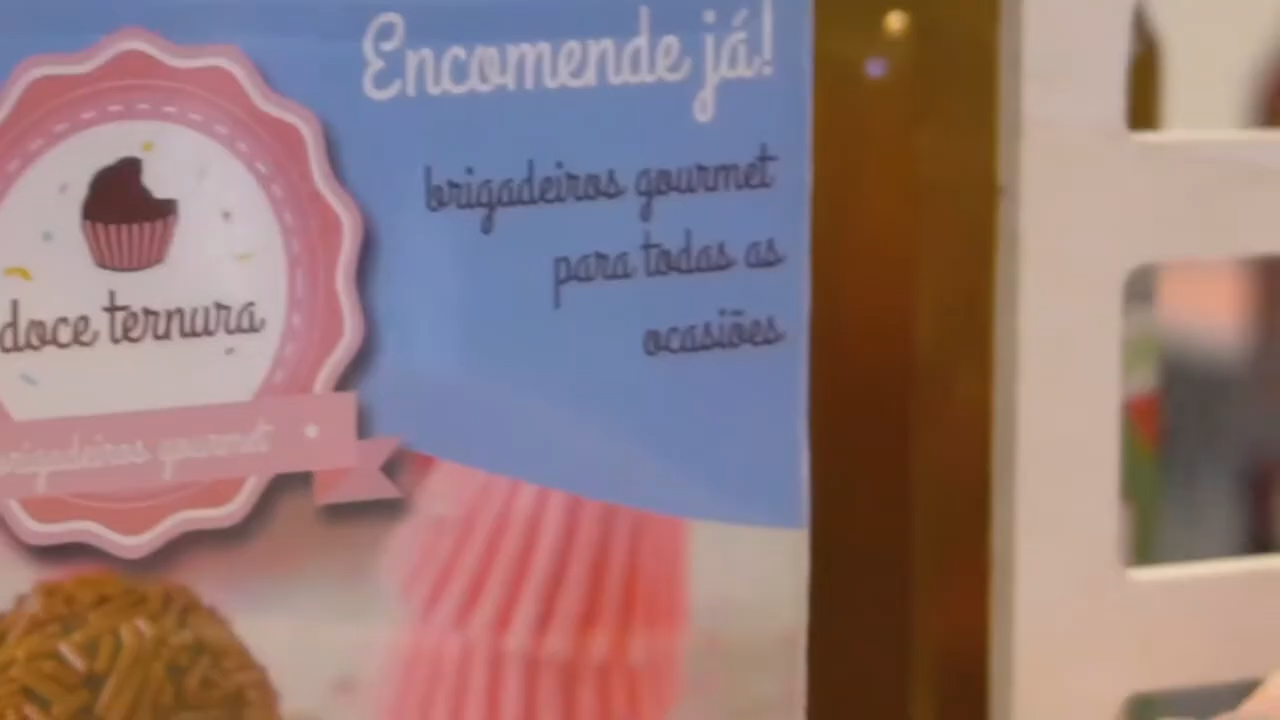 Encomende já!
brigadeiros gourmet
para todas as
ocasiões
doce ternura
brigadeiros gourmet